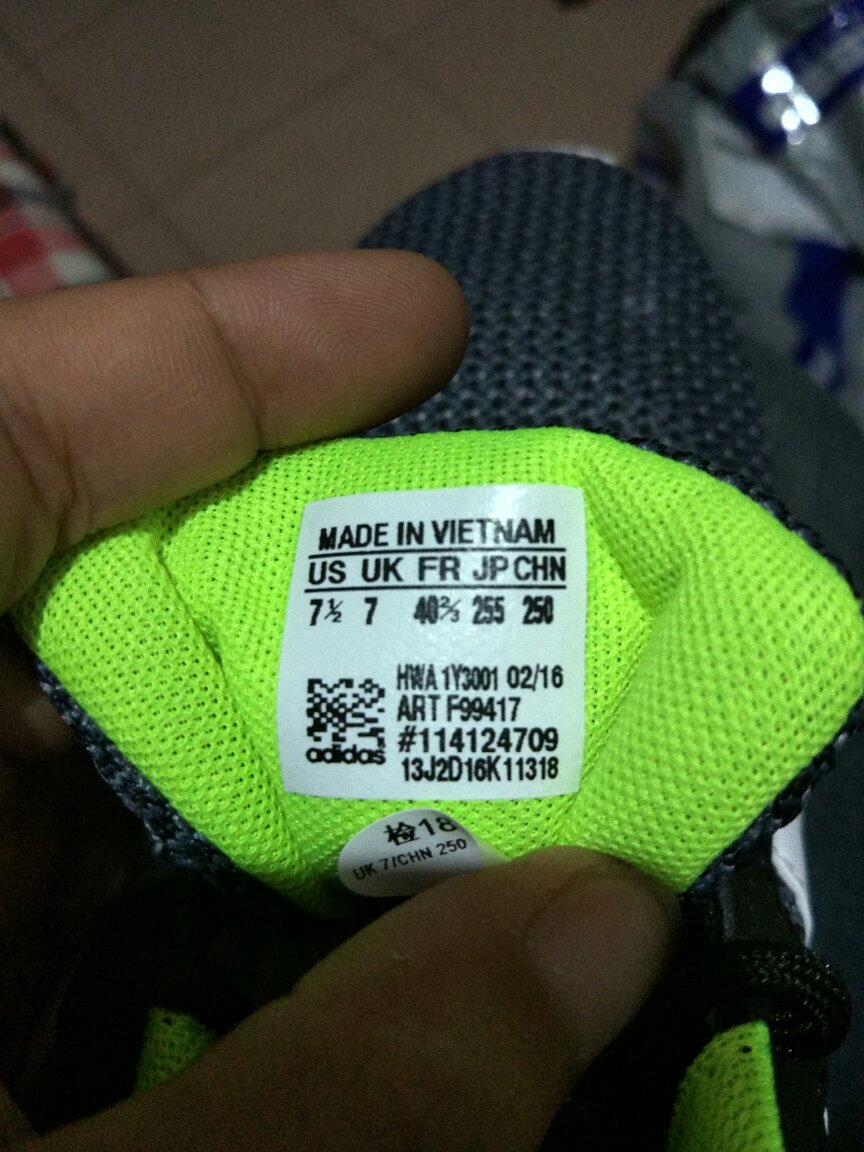 MADE IN VIETNAM
US UK FR JP CHN
7½ 7 40⅔ 255 250
HWA 1Y3001 02/16
ART F99417
#114124709
adidas
13J2D16K11318
检18
UK 7/CHN 250